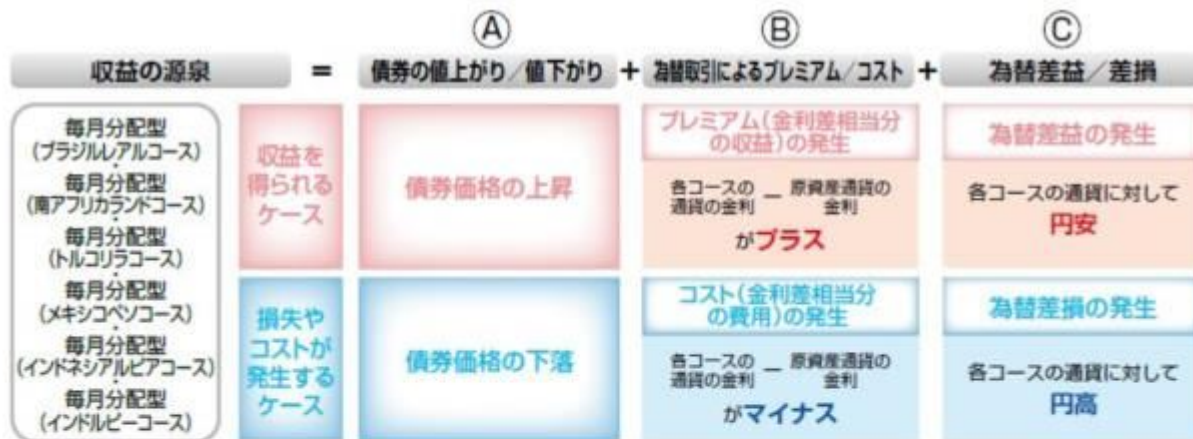 Ⓐ
Ⓑ
Ⓒ
収益の源泉 = 債券の値上がり/値下がり + 為替取引によるプレミアム/コスト + 為替差益/差損
毎月分配型
(ブラジルレアルコース)
・
毎月分配型
(南アフリカランドコース)
・
毎月分配型
(トルコリラコース)
・
毎月分配型
(メキシコペソコース)
・
毎月分配型
(インドネシアルピアコース)
・
毎月分配型
(インドルピーコース)
収益を
得られる
ケース
債券価格の上昇
プレミアム(金利差相当分
の収益)の発生
各コースの
通貨の金利
ー
原資産通貨の
金利
がプラス
為替差益の発生
各コースの通貨に対して
円安
損失や
コストが
発生する
ケース
債券価格の下落
コスト(金利差相当分
の費用)の発生
各コースの
通貨の金利
ー
原資産通貨の
金利
がマイナス
為替差損の発生
各コースの通貨に対して
円高